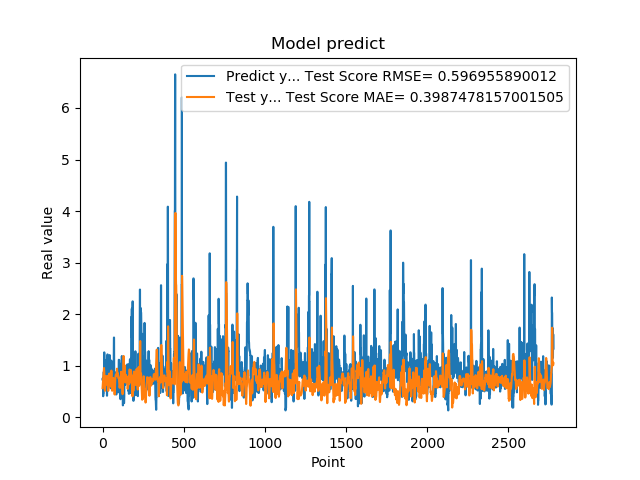 Model predict
Predict y... Test Score RMSE= 0.596955890012
Test y... Test Score MAE= 0.3987478157001505
Real value
6
5
4
3
2
1
0
0 500 1000 1500 2000 2500
Point